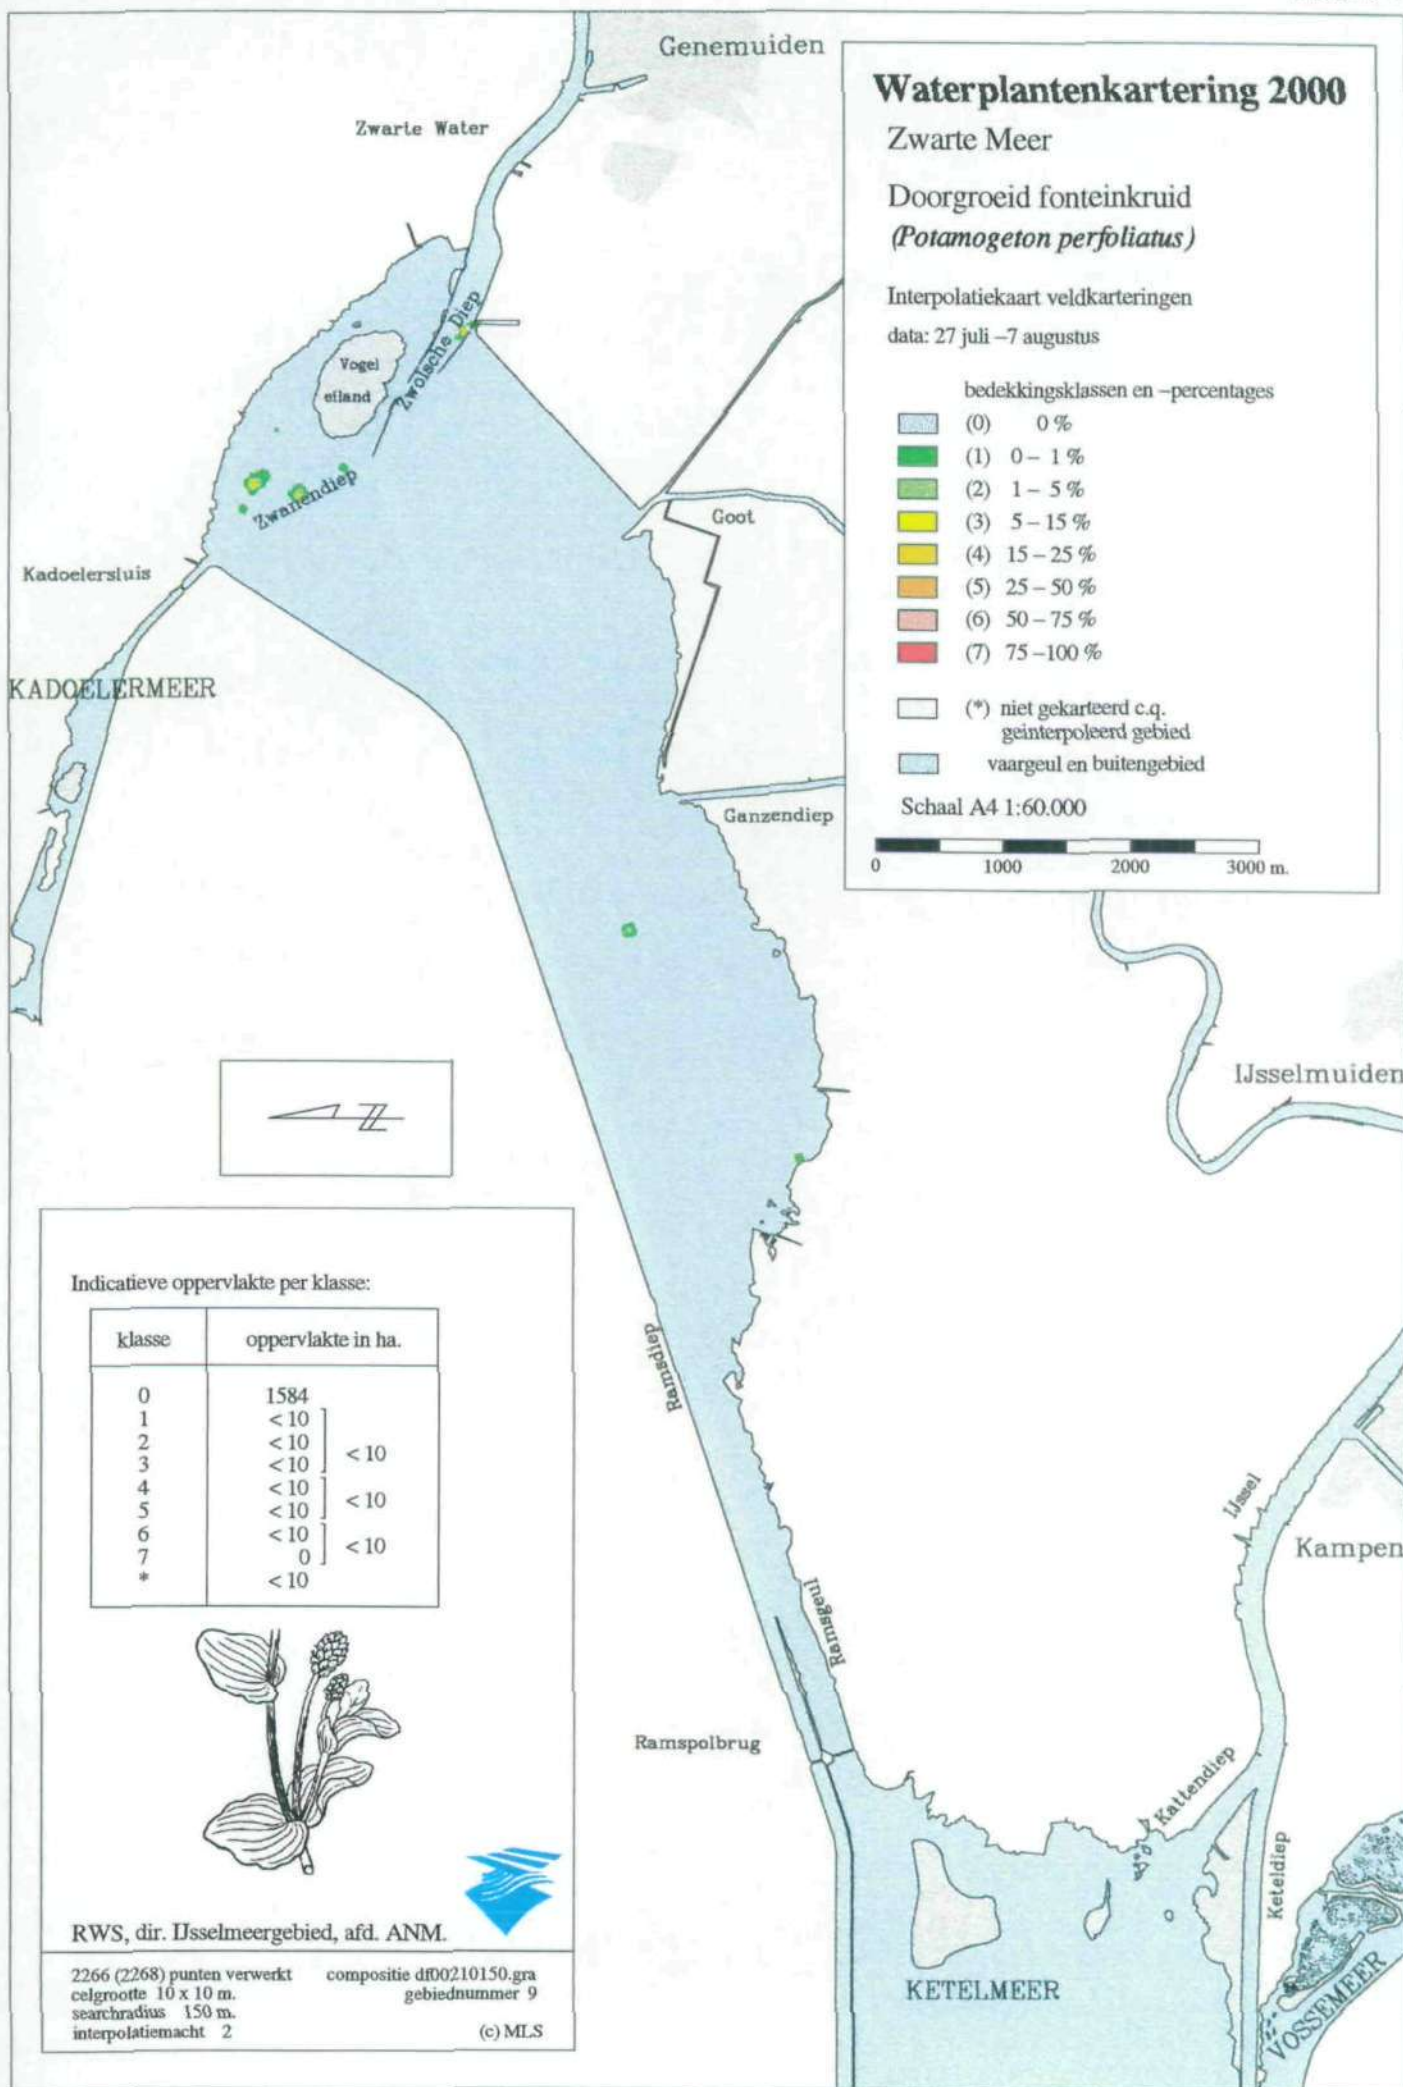 Genemuiden
Zwarte Water
Waterplantenkartering 2000
Zwarte Meer
Doorgroeid fonteinkruid
(Potamogeton perfoliatus)
Interpolatiekaart veldkarteringen
data: 27 juli –7 augustus
bedekkingsklassen en –percentages
(0) 0 %
(1) 0 – 1 %
(2) 1 – 5 %
(3) 5 – 15 %
(4) 15 – 25 %
(5) 25 – 50 %
(6) 50 – 75 %
(7) 75 –100 %
(*) niet gekarteerd c.q.
geinterpoleerd gebied
vaargeul en buitengebied
Schaal A4 1:60.000
0 1000 2000 3000 m.
Zwolsche Diep
Vogel
eiland
Zwanendiep
Goot
Kadoelersluis
KADOELERMEER
Ganzendiep
IJsselmuiden
Z
Ramsdiep
IJssel
Kampen
Ramsgeul
Ramspolbrug
Kattendiep
Keteldiep
KETELMEER
VOSSEMEER
Indicatieve oppervlakte per klasse:
klasse oppervlakte in ha.
0 1584
1 < 10
2 < 10
3 < 10 < 10
4 < 10
5 < 10 < 10
6 < 10
7 0 < 10
* < 10
RWS, dir. IJsselmeergebied, afd. ANM.
2266 (2268) punten verwerkt compositie df00210150.gra
celgrootte 10 x 10 m. gebiednummer 9
searchradius 150 m.
interpolatiemacht 2 (c) MLS